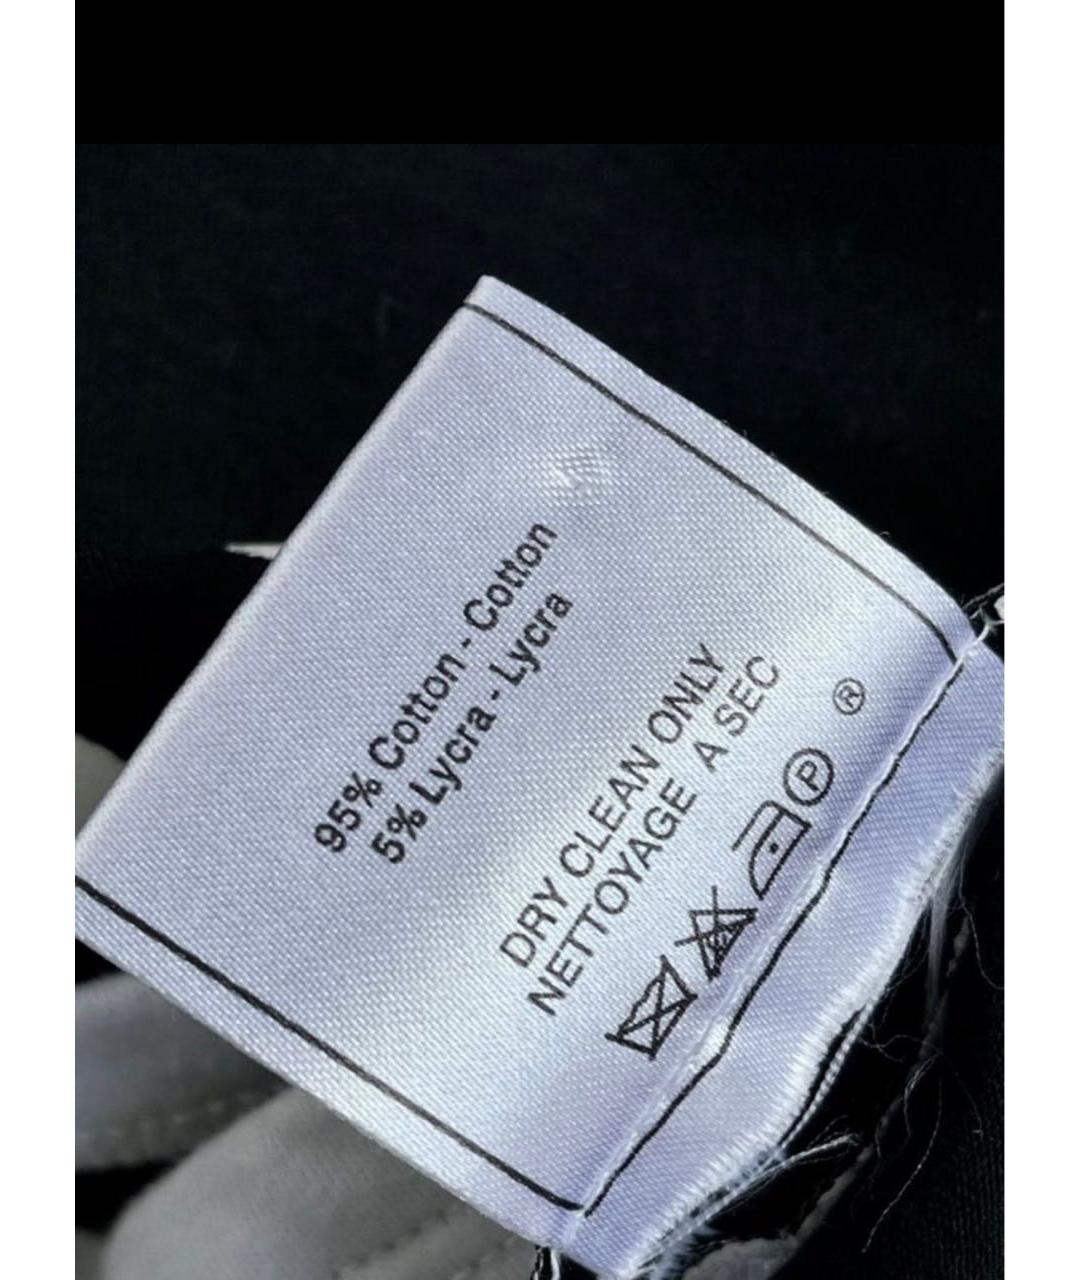 95% Cotton - Cotton
5% Lycra - Lycra
DRY CLEAN ONLY
NETTOYAGE A SEC
P ®